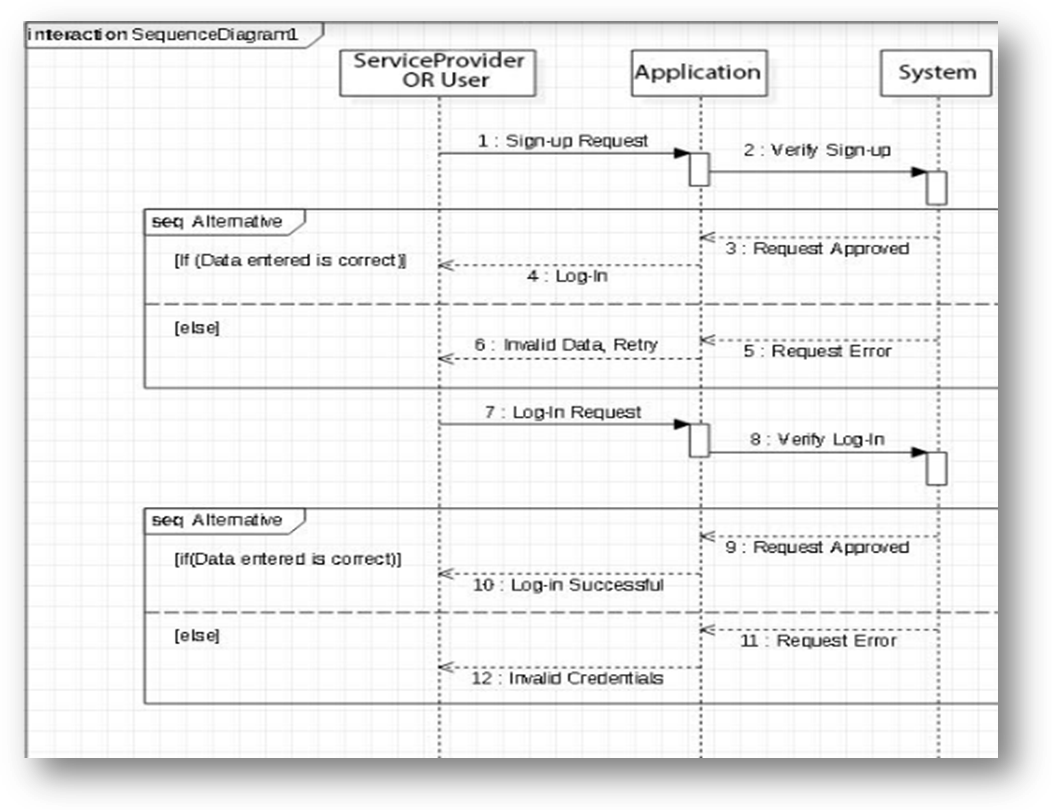 interaction SequenceDiagram1
ServiceProvider
OR User
Application
System
1 : Sign-up Request
2 : Verify Sign-up
seq Alternative
3 : Request Approved
[If (Data entered is correct)]
4 : Log-In
[else]
6 : Invalid Data, Retry
5 : Request Error
7 : Log-In Request
8 : Verify Log-In
seq Alternative
9 : Request Approved
[if(Data entered is correct)]
10 : Log-in Successful
[else]
11 : Request Error
12 : Invalid Credentials